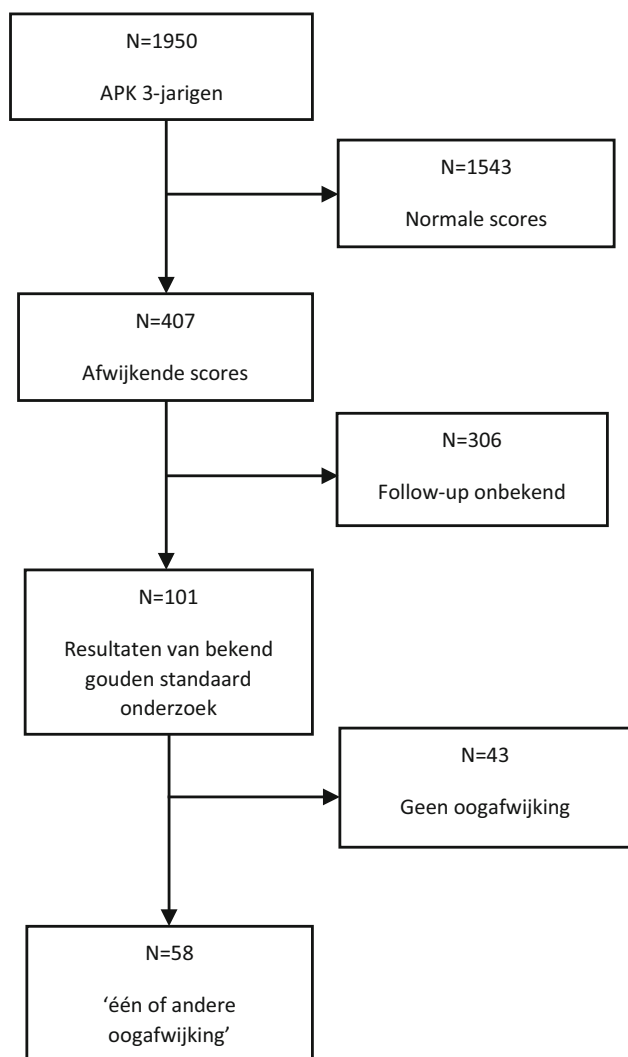 N=1950
APK 3-jarigen
N=1543
Normale scores
N=407
Afwijkende scores
N=306
Follow-up onbekend
N=101
Resultaten van bekend
gouden standaard
onderzoek
N=43
Geen oogafwijking
N=58
‘één of andere
oogafwijking’